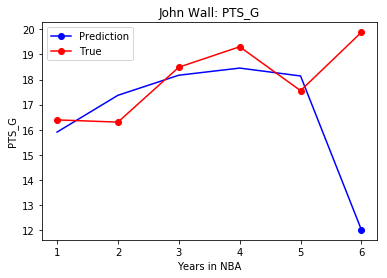 John Wall: PTS_G
Prediction
True
PTS_G
20
19
18
17
16
15
14
13
12
1 2 3 4 5 6
Years in NBA